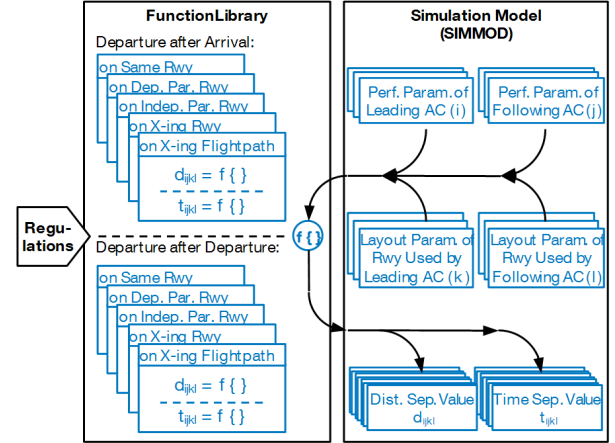 FunctionLibrary
Departure after Arrival:
on Same Rwy
on Dep. Par. Rwy
on Indep. Par. Rwy
on X-ing Rwy
on X-ing Flightpath
dijkl = f { }
tijkl = f { }
Departure after Departure:
on Same Rwy
on Dep. Par. Rwy
on Indep. Par. Rwy
on X-ing Rwy
on X-ing Flightpath
dijkl = f { }
tijkl = f { }
Regu-
lations
f { }
Simulation Model
(SIMMOD)
Perf. Param. of
Leading AC (i)
Perf. Param. of
Following AC (j)
Layout Param. of
Rwy Used by
Leading AC (k)
Layout Param. of
Rwy Used by
Following AC (l)
Dist. Sep. Value
dijkl
Time Sep. Value
tijkl